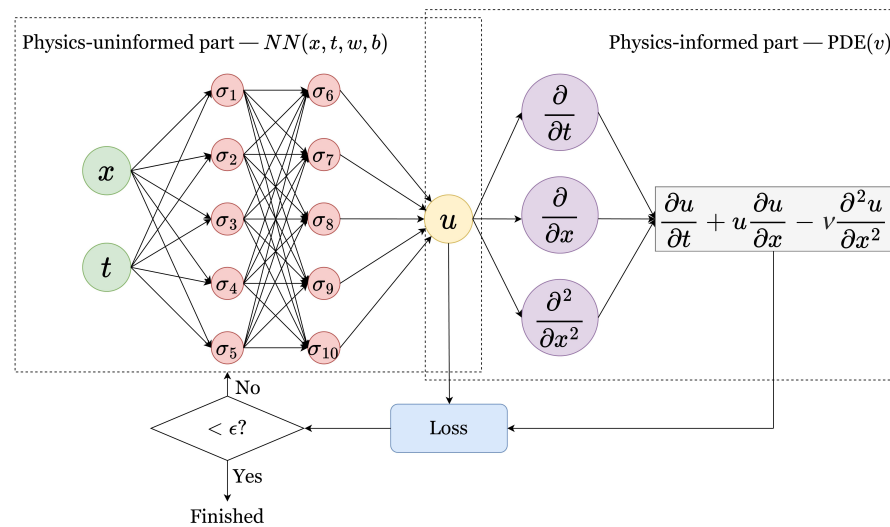 Physics-uninformed part — NN(x, t, w, b)
Physics-informed part — PDE(ν)
x
t
σ₁
σ₂
σ₃
σ₄
σ₅
σ₆
σ₇
σ₈
σ₉
σ₁₀
u
∂/∂t
∂/∂x
∂²/∂x²
∂u/∂t + u ∂u/∂x − ν ∂²u/∂x²
Loss
< ϵ?
No
Yes
Finished